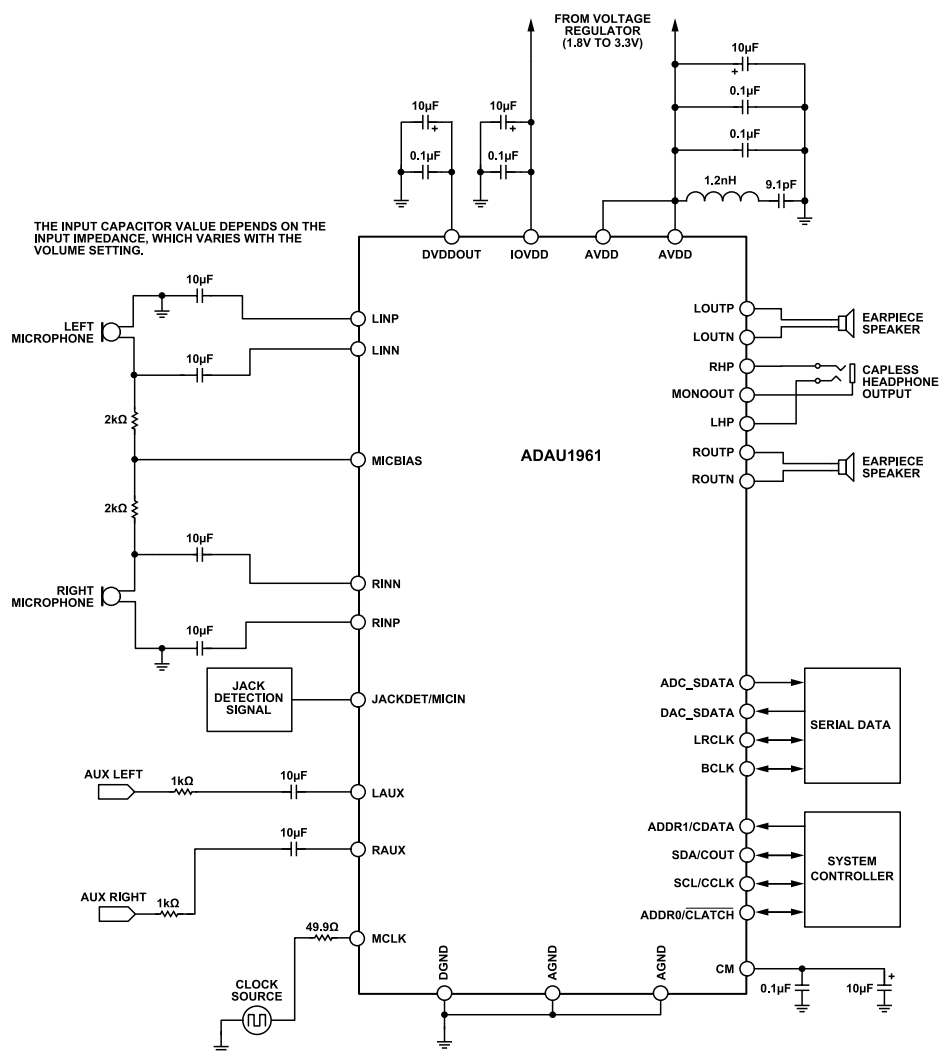 FROM VOLTAGE
REGULATOR
(1.8V TO 3.3V)
10µF
+
0.1µF
0.1µF
1.2nH
9.1pF
10µF
+
0.1µF
10µF
+
0.1µF
THE INPUT CAPACITOR VALUE DEPENDS ON THE
INPUT IMPEDANCE, WHICH VARIES WITH THE
VOLUME SETTING.
DVDDOUT
IOVDD
AVDD
AVDD
10µF
LEFT
MICROPHONE
LINP
10µF
LINN
2kΩ
MICBIAS
2kΩ
10µF
RINN
RIGHT
MICROPHONE
10µF
RINP
JACK
DETECTION
SIGNAL
JACKDET/MICIN
AUX LEFT
1kΩ
10µF
LAUX
10µF
RAUX
AUX RIGHT
1kΩ
49.9Ω
MCLK
CLOCK
SOURCE
ADAU1961
LOUTP
LOUTN
EARPIECE
SPEAKER
RHP
MONOOUT
LHP
CAPLESS
HEADPHONE
OUTPUT
ROUTP
ROUTN
EARPIECE
SPEAKER
ADC_SDATA
DAC_SDATA
LRCLK
BCLK
SERIAL DATA
ADDR1/CDATA
SDA/COUT
SCL/CCLK
ADDR0/CLATCH
SYSTEM
CONTROLLER
CM
0.1µF
10µF
+
DGND
AGND
AGND